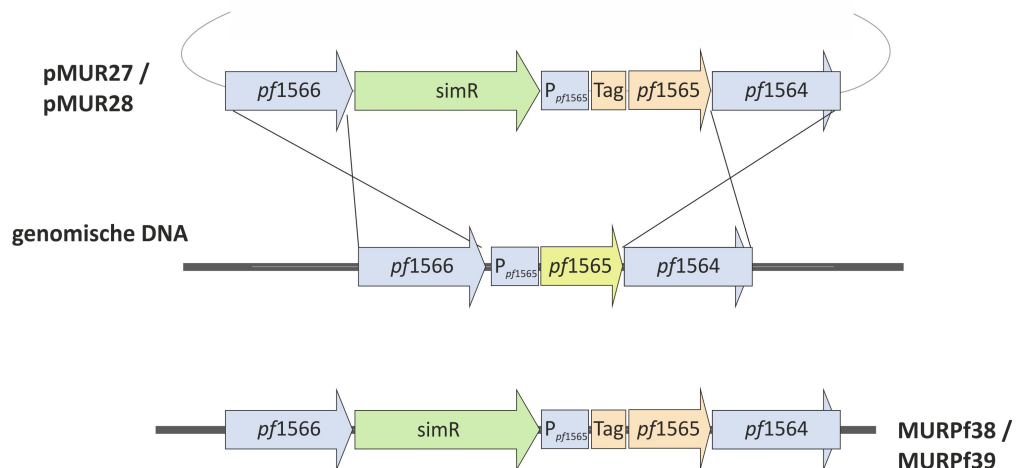 pMUR27 /
pMUR28
pf1566 simR Ppf1565 Tag pf1565 pf1564
genomische DNA
pf1566 Ppf1565 pf1565 pf1564
pf1566 simR Ppf1565 Tag pf1565 pf1564
MURPf38 /
MURPf39